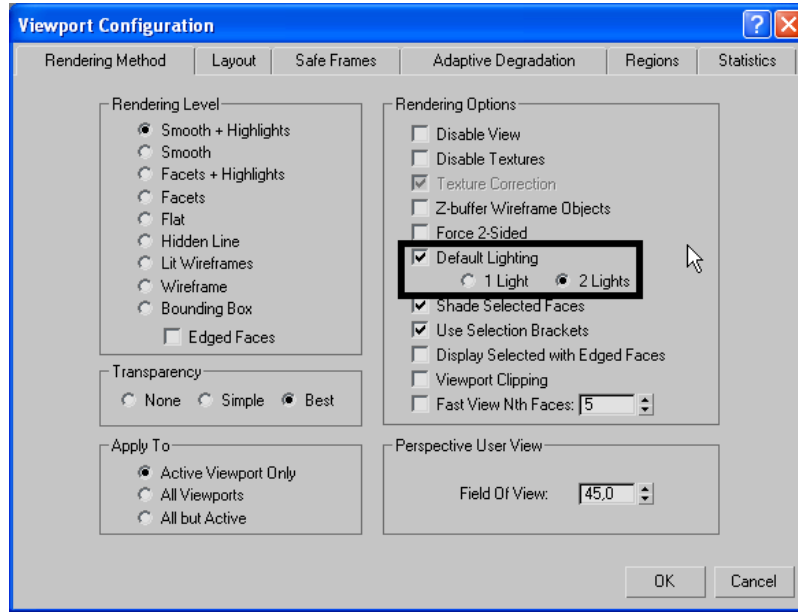 Viewport Configuration
Rendering Method Layout Safe Frames Adaptive Degradation Regions Statistics
Rendering Level
Smooth + Highlights
Smooth
Facets + Highlights
Facets
Flat
Hidden Line
Lit Wireframes
Wireframe
Bounding Box
Edged Faces
Transparency
None Simple Best
Apply To
Active Viewport Only
All Viewports
All but Active
Rendering Options
Disable View
Disable Textures
Texture Correction
Z-buffer Wireframe Objects
Force 2-Sided
Default Lighting
1 Light 2 Lights
Shade Selected Faces
Use Selection Brackets
Display Selected with Edged Faces
Viewport Clipping
Fast View Nth Faces: 5
Perspective User View
Field Of View: 45,0
OK Cancel